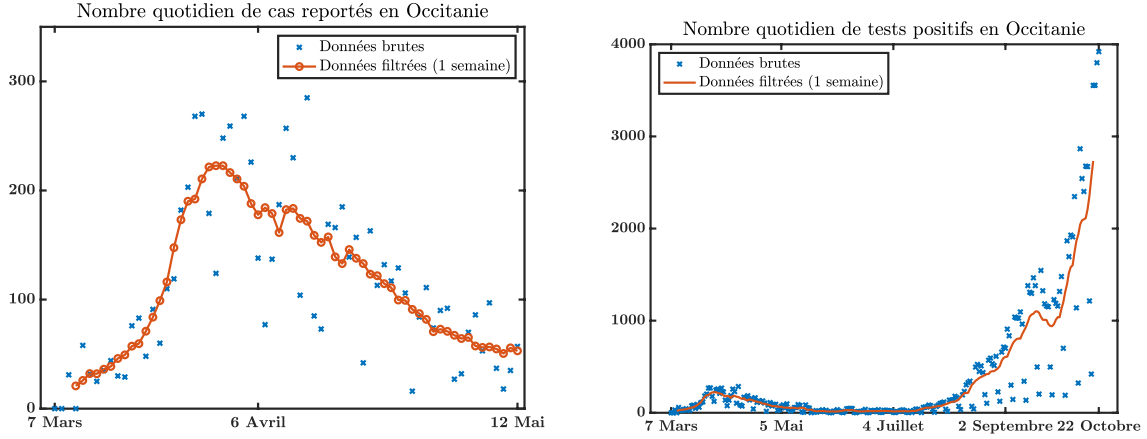 Nombre quotidien de cas reportés en Occitanie
Données brutes
Données filtrées (1 semaine)
300
200
100
0
7 Mars
6 Avril
12 Mai
Nombre quotidien de tests positifs en Occitanie
Données brutes
Données filtrées (1 semaine)
4000
3000
2000
1000
0
7 Mars
5 Mai
4 Juillet
2 Septembre
22 Octobre